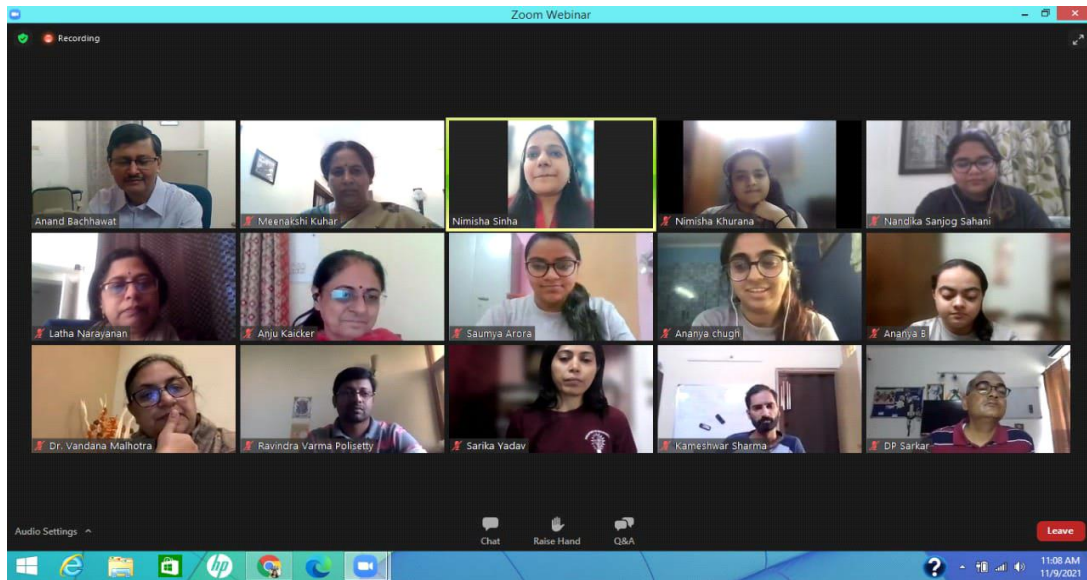 Zoom Webinar
Recording
Anand Bachhawat
Meenakshi Kuhar
Nimisha Sinha
Nimisha Khurana
Nandika Sanjog Sahani
Latha Narayanan
Anju Kaicker
Saumya Arora
Ananya chugh
Ananya B
Dr. Vandana Malhotra
Ravindra Varma Polisetty
Sarika Yadav
Kameshwar Sharma
DP Sarkar
Audio Settings
Chat
Raise Hand
Q&A
Leave
hp
11:08 AM
11/9/2021